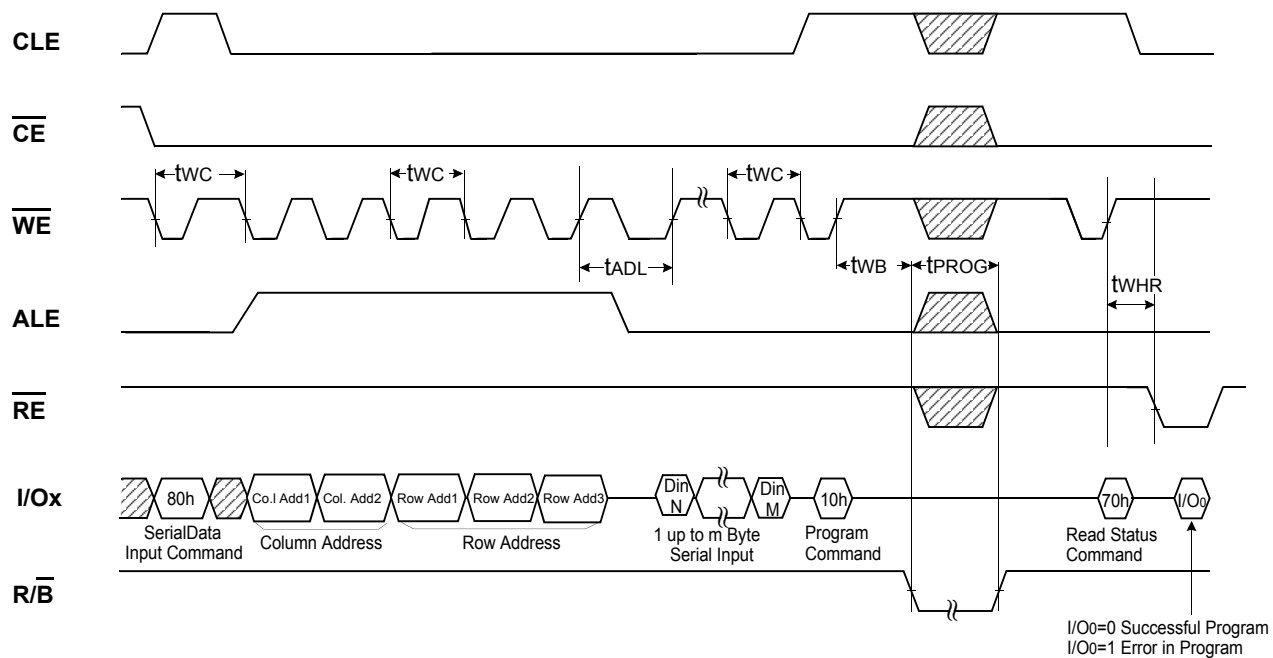 CLE
CE
tWC
tWC
tWC
WE
tADL
tWB
tPROG
tWHR
ALE
RE
I/Ox
80h
Co.l Add1
Col. Add2
Row Add1
Row Add2
Row Add3
Din
N
Din
M
10h
70h
I/O0
SerialData
Input Command
Column Address
Row Address
1 up to m Byte
Serial Input
Program
Command
Read Status
Command
R/B
I/O0=0 Successful Program
I/O0=1 Error in Program